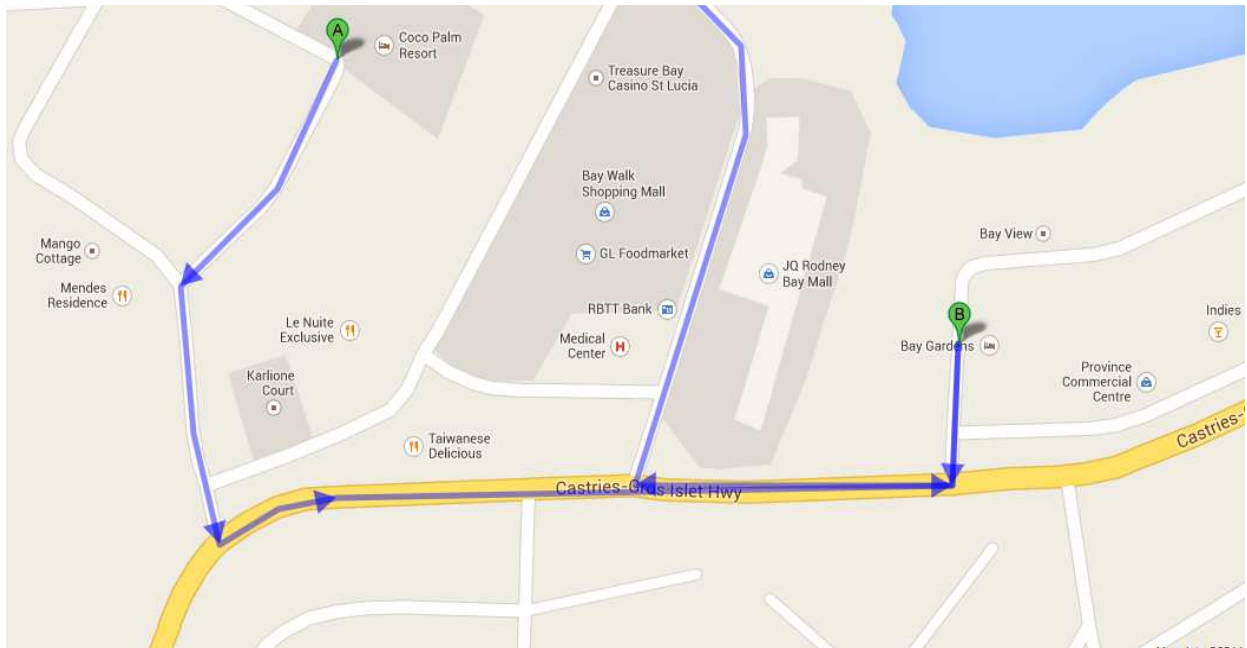 A
Coco Palm
Resort
Treasure Bay
Casino St Lucia
Bay Walk
Shopping Mall
Mango
Cottage
Bay View
GL Foodmarket
JQ Rodney
Bay Mall
Mendes
Residence
RBTT Bank
B
Indies
Le Nuite
Exclusive
Medical
Center
H
Bay Gardens
Karlione
Court
Province
Commercial
Centre
Taiwanese
Delicious
Castries-Gros Islet Hwy
Castries-